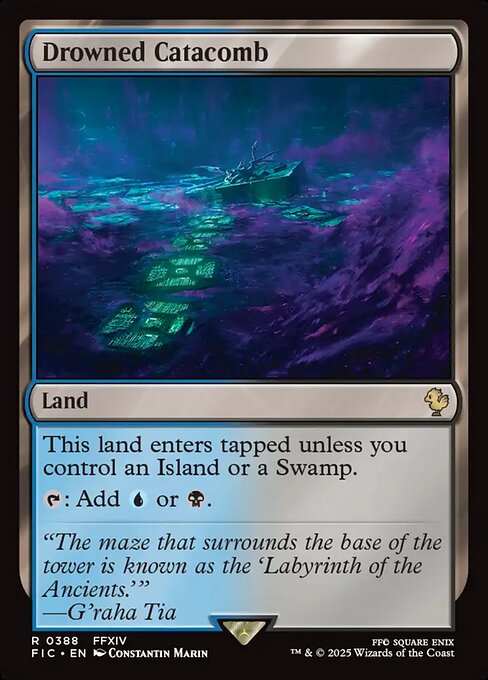 Drowned Catacomb
Land
This land enters tapped unless you
control an Island or a Swamp.
: Add or .
“The maze that surrounds the base of the
tower is known as the ‘Labyrinth of the
Ancients.’”
—G’raha Tia
R 0388 FFXIV
FIC • EN Constantin Marin
FF© SQUARE ENIX
™ & © 2025 Wizards of the Coast